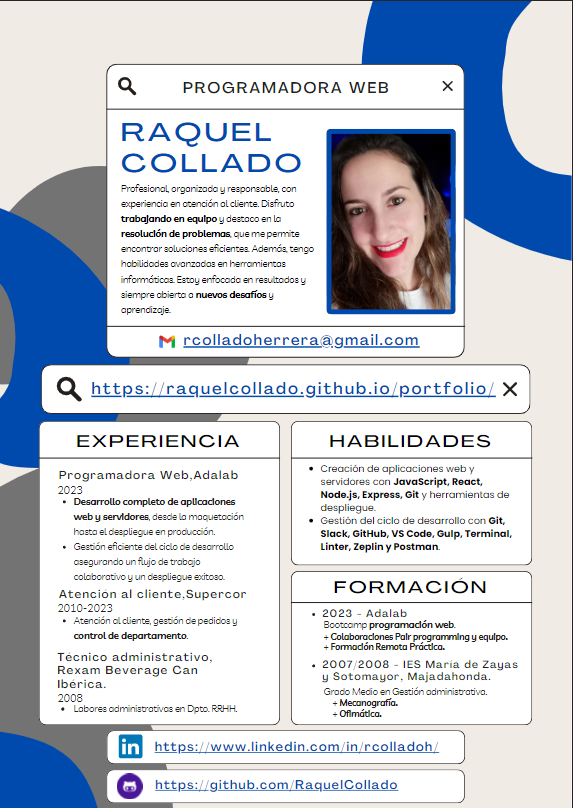 PROGRAMADORA WEB
RAQUEL
COLLADO
Profesional, organizada y responsable, con
experiencia en atención al cliente. Disfruto
trabajando en equipo y destaco en la
resolución de problemas, que me permite
encontrar soluciones eficientes. Además, tengo
habilidades avanzadas en herramientas
informáticas. Estoy enfocada en resultados y
siempre abierta a nuevos desafíos y
aprendizaje.
rcolladoherrera@gmail.com
https://raquelcollado.github.io/portfolio/
EXPERIENCIA
Programadora Web,Adalab
2023
• Desarrollo completo de aplicaciones
web y servidores, desde la maquetación
hasta el despliegue en producción.
• Gestión eficiente del ciclo de desarrollo
asegurando un flujo de trabajo
colaborativo y un despliegue exitoso.
Atencion al cliente,Supercor
2010-2023
• Atención al cliente, gestión de pedidos y
control de departamento.
Técnico administrativo,
Rexam Beverage Can
Ibérica.
2008
• Labores administrativas en Dpto. RRHH.
HABILIDADES
• Creación de aplicaciones web y
servidores con JavaScript, React,
Node.js, Express, Git y herramientas de
despliegue.
• Gestión del ciclo de desarrollo con Git,
Slack, GitHub, VS Code, Gulp, Terminal,
Linter, Zeplin y Postman.
FORMACIÓN
• 2023 - Adalab
Bootcamp programación web.
+ Colaboraciones Pair programming y equipo.
+ Formación Remota Práctica.
• 2007/2008 - IES María de Zayas
y Sotomayor, Majadahonda.
Grado Medio en Gestión administrativa.
+ Mecanografía.
+ Ofimática.
in https://www.linkedin.com/in/rcolladoh/
https://github.com/RaquelCollado